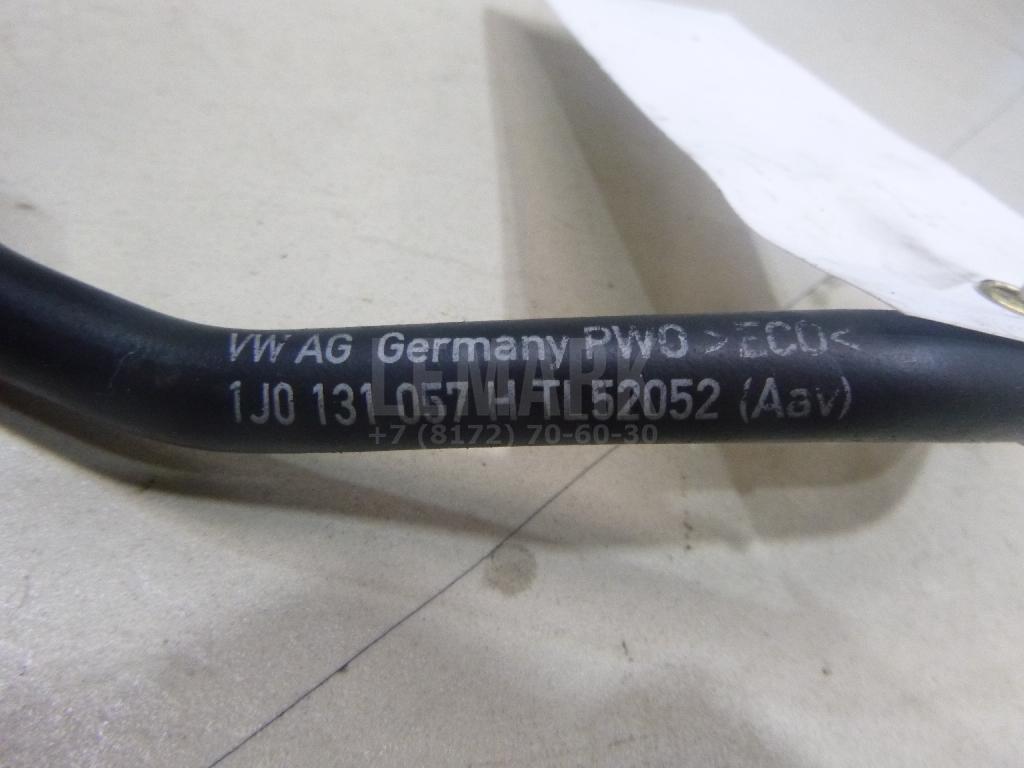 VW AG Germany PWO >ECO<
1J0 131 057 H TL52052 (Aav)
LEMARK
+7 (8172) 70-60-30